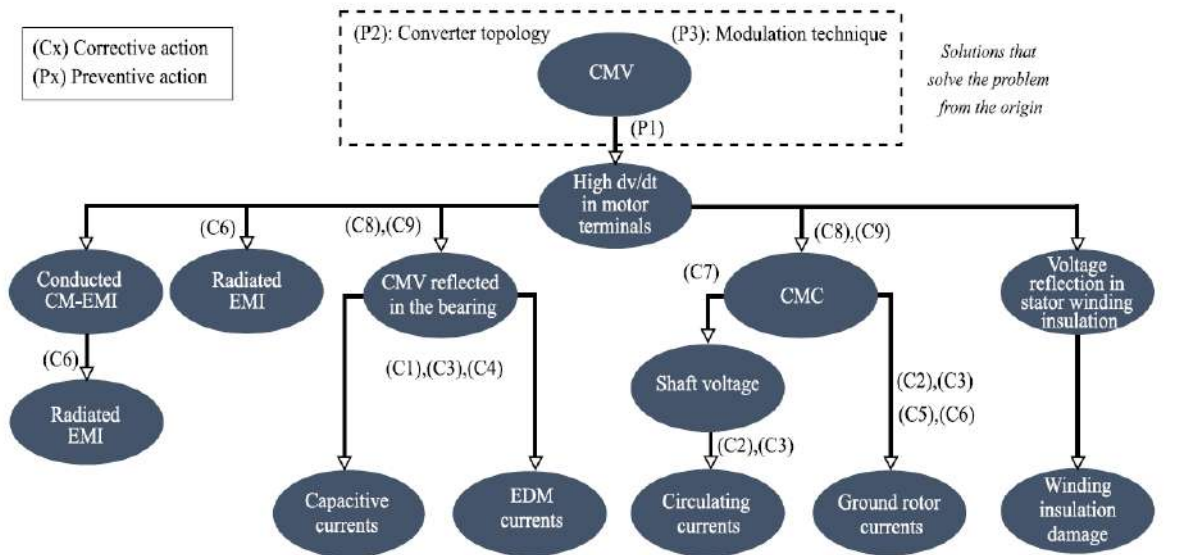 (Cx) Corrective action
(Px) Preventive action
(P2): Converter topology
(P3): Modulation technique
CMV
(P1)
Solutions that
solve the problem
from the origin
High dv/dt
in motor
terminals
(C6)
(C8),(C9)
(C8),(C9)
Conducted
CM-EMI
Radiated
EMI
CMV reflected
in the bearing
(C7)
CMC
Voltage
reflection in
stator winding
insulation
(C6)
(C1),(C3),(C4)
Shaft voltage
(C2),(C3)
(C5),(C6)
Radiated
EMI
(C2),(C3)
Capacitive
currents
EDM
currents
Circulating
currents
Ground rotor
currents
Winding
insulation
damage